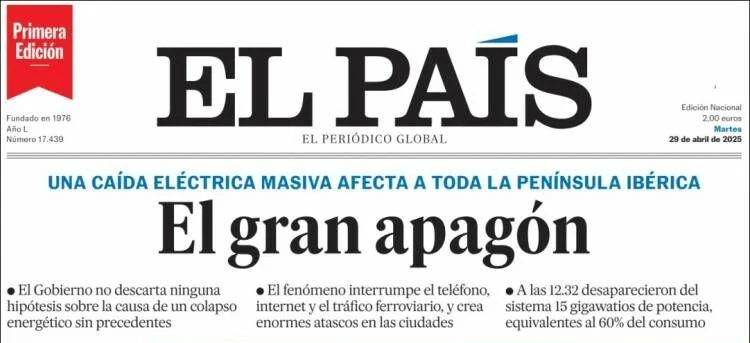 Primera
Edición
EL PAÍS
EL PERIÓDICO GLOBAL
Fundado en 1976
Año L
Número 17.439
Edición Nacional
2,00 euros
Martes
29 de abril de 2025
UNA CAÍDA ELÉCTRICA MASIVA AFECTA A TODA LA PENÍNSULA IBÉRICA
El gran apagón
● El Gobierno no descarta ninguna
hipótesis sobre la causa de un colapso
energético sin precedentes
● El fenómeno interrumpe el teléfono,
internet y el tráfico ferroviario, y crea
enormes atascos en las ciudades
● A las 12.32 desaparecieron del
sistema 15 gigawatios de potencia,
equivalentes al 60% del consumo